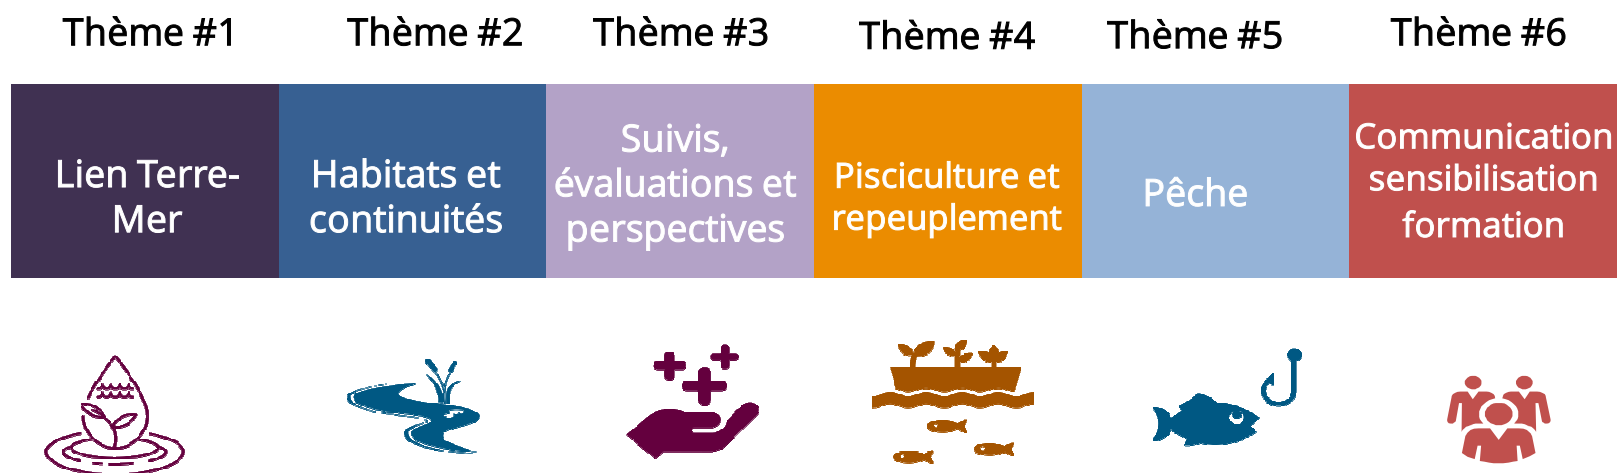 Thème #1
Thème #2
Thème #3
Thème #4
Thème #5
Thème #6
Lien Terre-
Mer
Habitats et
continuités
Suivis,
évaluations et
perspectives
Pisciculture et
repeuplement
Pêche
Communication
sensibilisation
formation